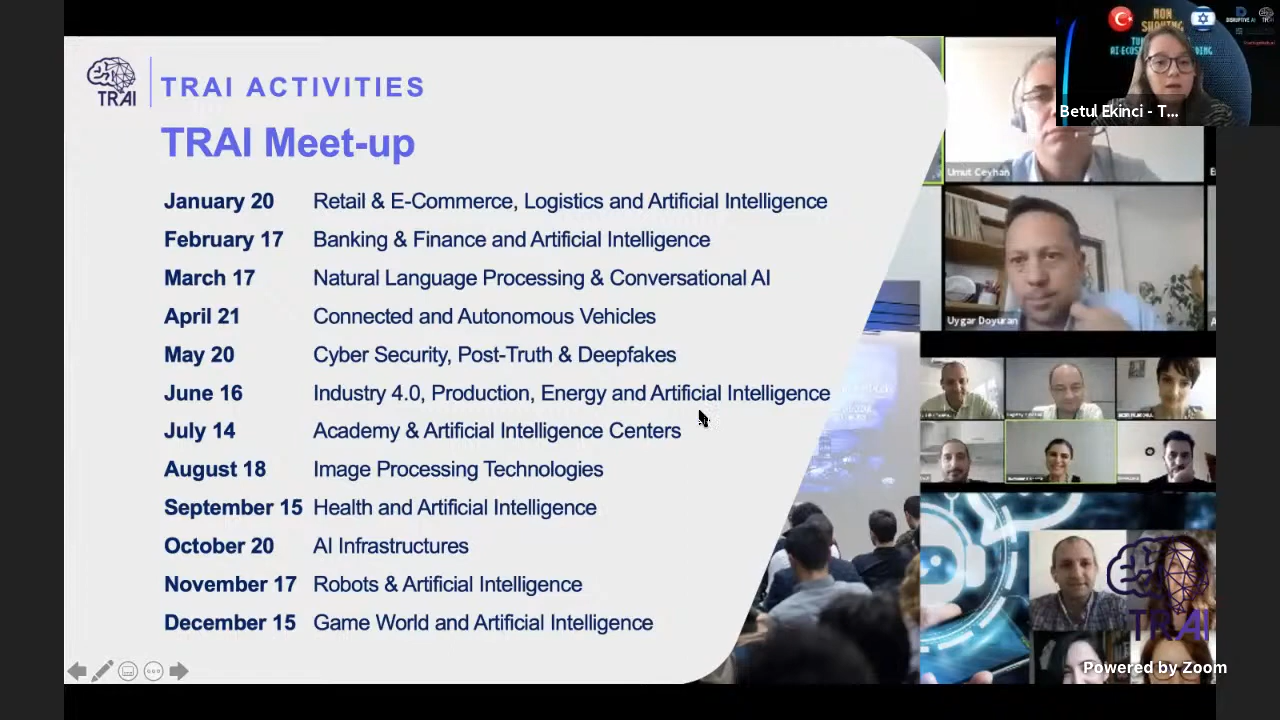 TRAI
TRAI ACTIVITIES
TRAI Meet-up
January 20 Retail & E-Commerce, Logistics and Artificial Intelligence
February 17 Banking & Finance and Artificial Intelligence
March 17 Natural Language Processing & Conversational AI
April 21 Connected and Autonomous Vehicles
May 20 Cyber Security, Post-Truth & Deepfakes
June 16 Industry 4.0, Production, Energy and Artificial Intelligence
July 14 Academy & Artificial Intelligence Centers
August 18 Image Processing Technologies
September 15 Health and Artificial Intelligence
October 20 AI Infrastructures
November 17 Robots & Artificial Intelligence
December 15 Game World and Artificial Intelligence
Betul Ekinci - T...
Umut Ceyhan
Uygar Doyuran
TRAI
Powered by Zoom